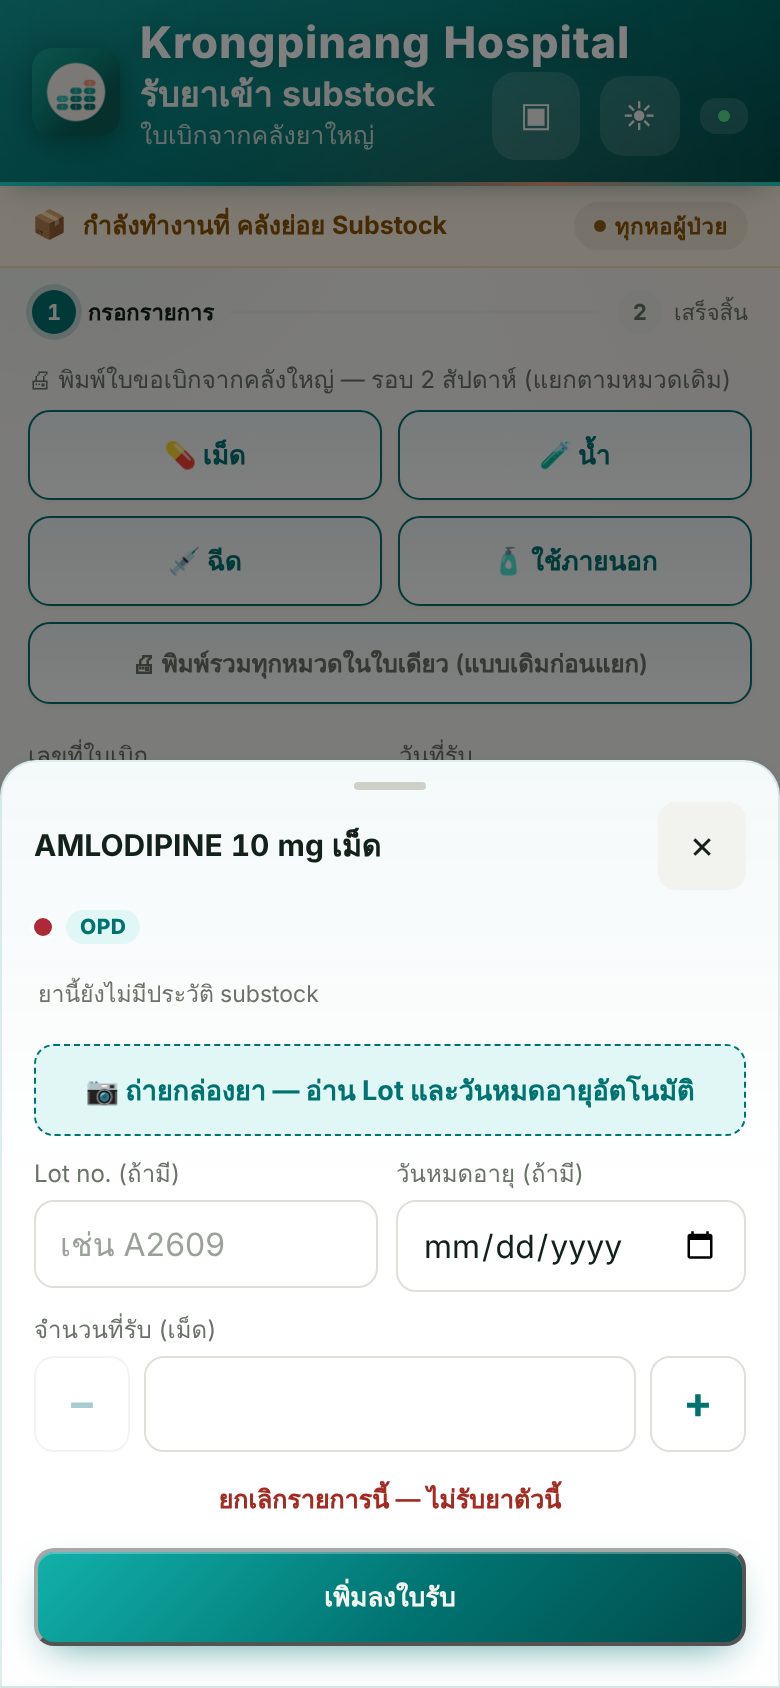 Krongpinang Hospital
รับยาเข้า substock
ใบเบิกจากคลังยาใหญ่
📦 กำลังทำงานที่ คลังย่อย Substock
ทุกหอผู้ป่วย
1 กรอกรายการ
2 เสร็จสิ้น
🖨 พิมพ์ใบขอเบิกจากคลังใหญ่ — รอบ 2 สัปดาห์ (แยกตามหมวดเดิม)
💊 เม็ด
🧪 น้ำ
💉 ฉีด
🧴 ใช้ภายนอก
🖨 พิมพ์รวมทุกหมวดในใบเดียว (แบบเดิมก่อนแยก)
เลขที่ใบเบิก
วันที่รับ
AMLODIPINE 10 mg เม็ด
×
OPD
ยานี้ยังไม่มีประวัติ substock
📷 ถ่ายกล่องยา — อ่าน Lot และวันหมดอายุอัตโนมัติ
Lot no. (ถ้ามี)
วันหมดอายุ (ถ้ามี)
เช่น A2609
mm/dd/yyyy
จำนวนที่รับ (เม็ด)
−
+
ยกเลิกรายการนี้ — ไม่รับยาตัวนี้
เพิ่มลงใบรับ